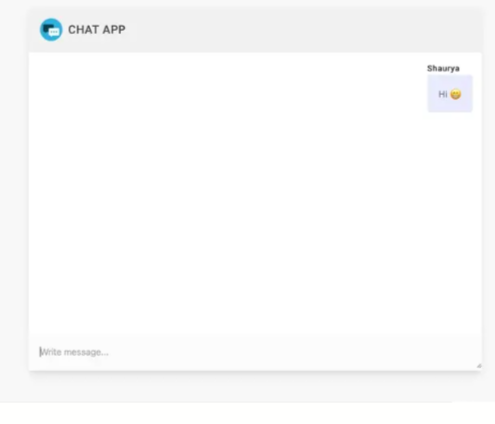 CHAT APP
Shaurya
Hi 😄
Write message...